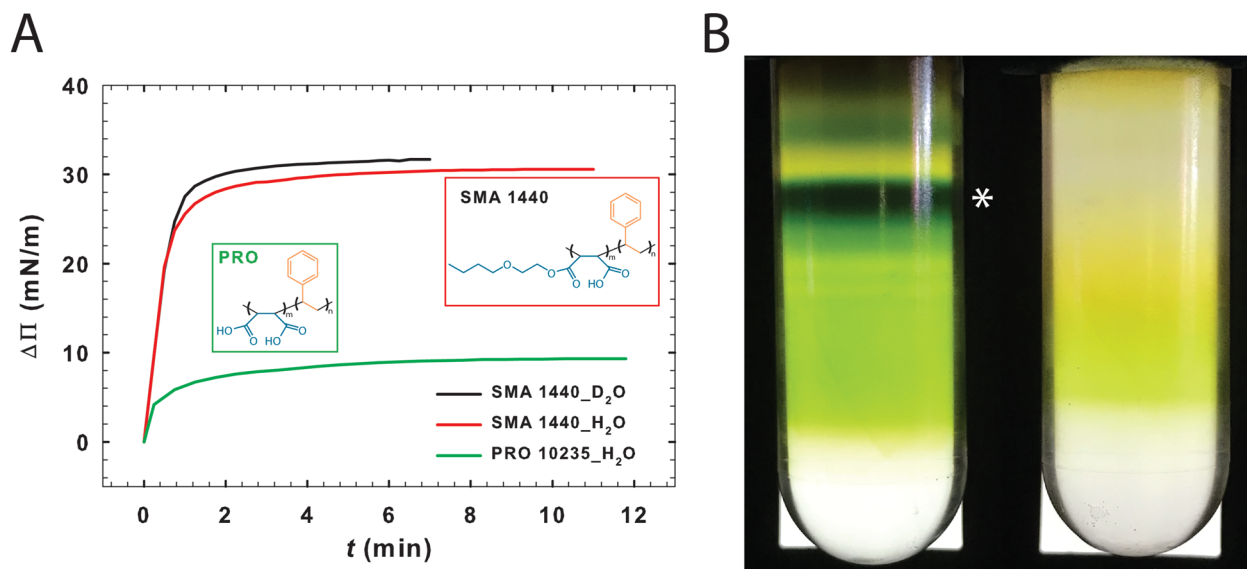 A
B
40
30
20
10
0
ΔΠ (mN/m)
SMA 1440
PRO
O
O
O
O
HO
m
n
HO
O
HO
O
m
n
SMA 1440_D₂O
SMA 1440_H₂O
PRO 10235_H₂O
0
2
4
6
8
10
12
t (min)
*